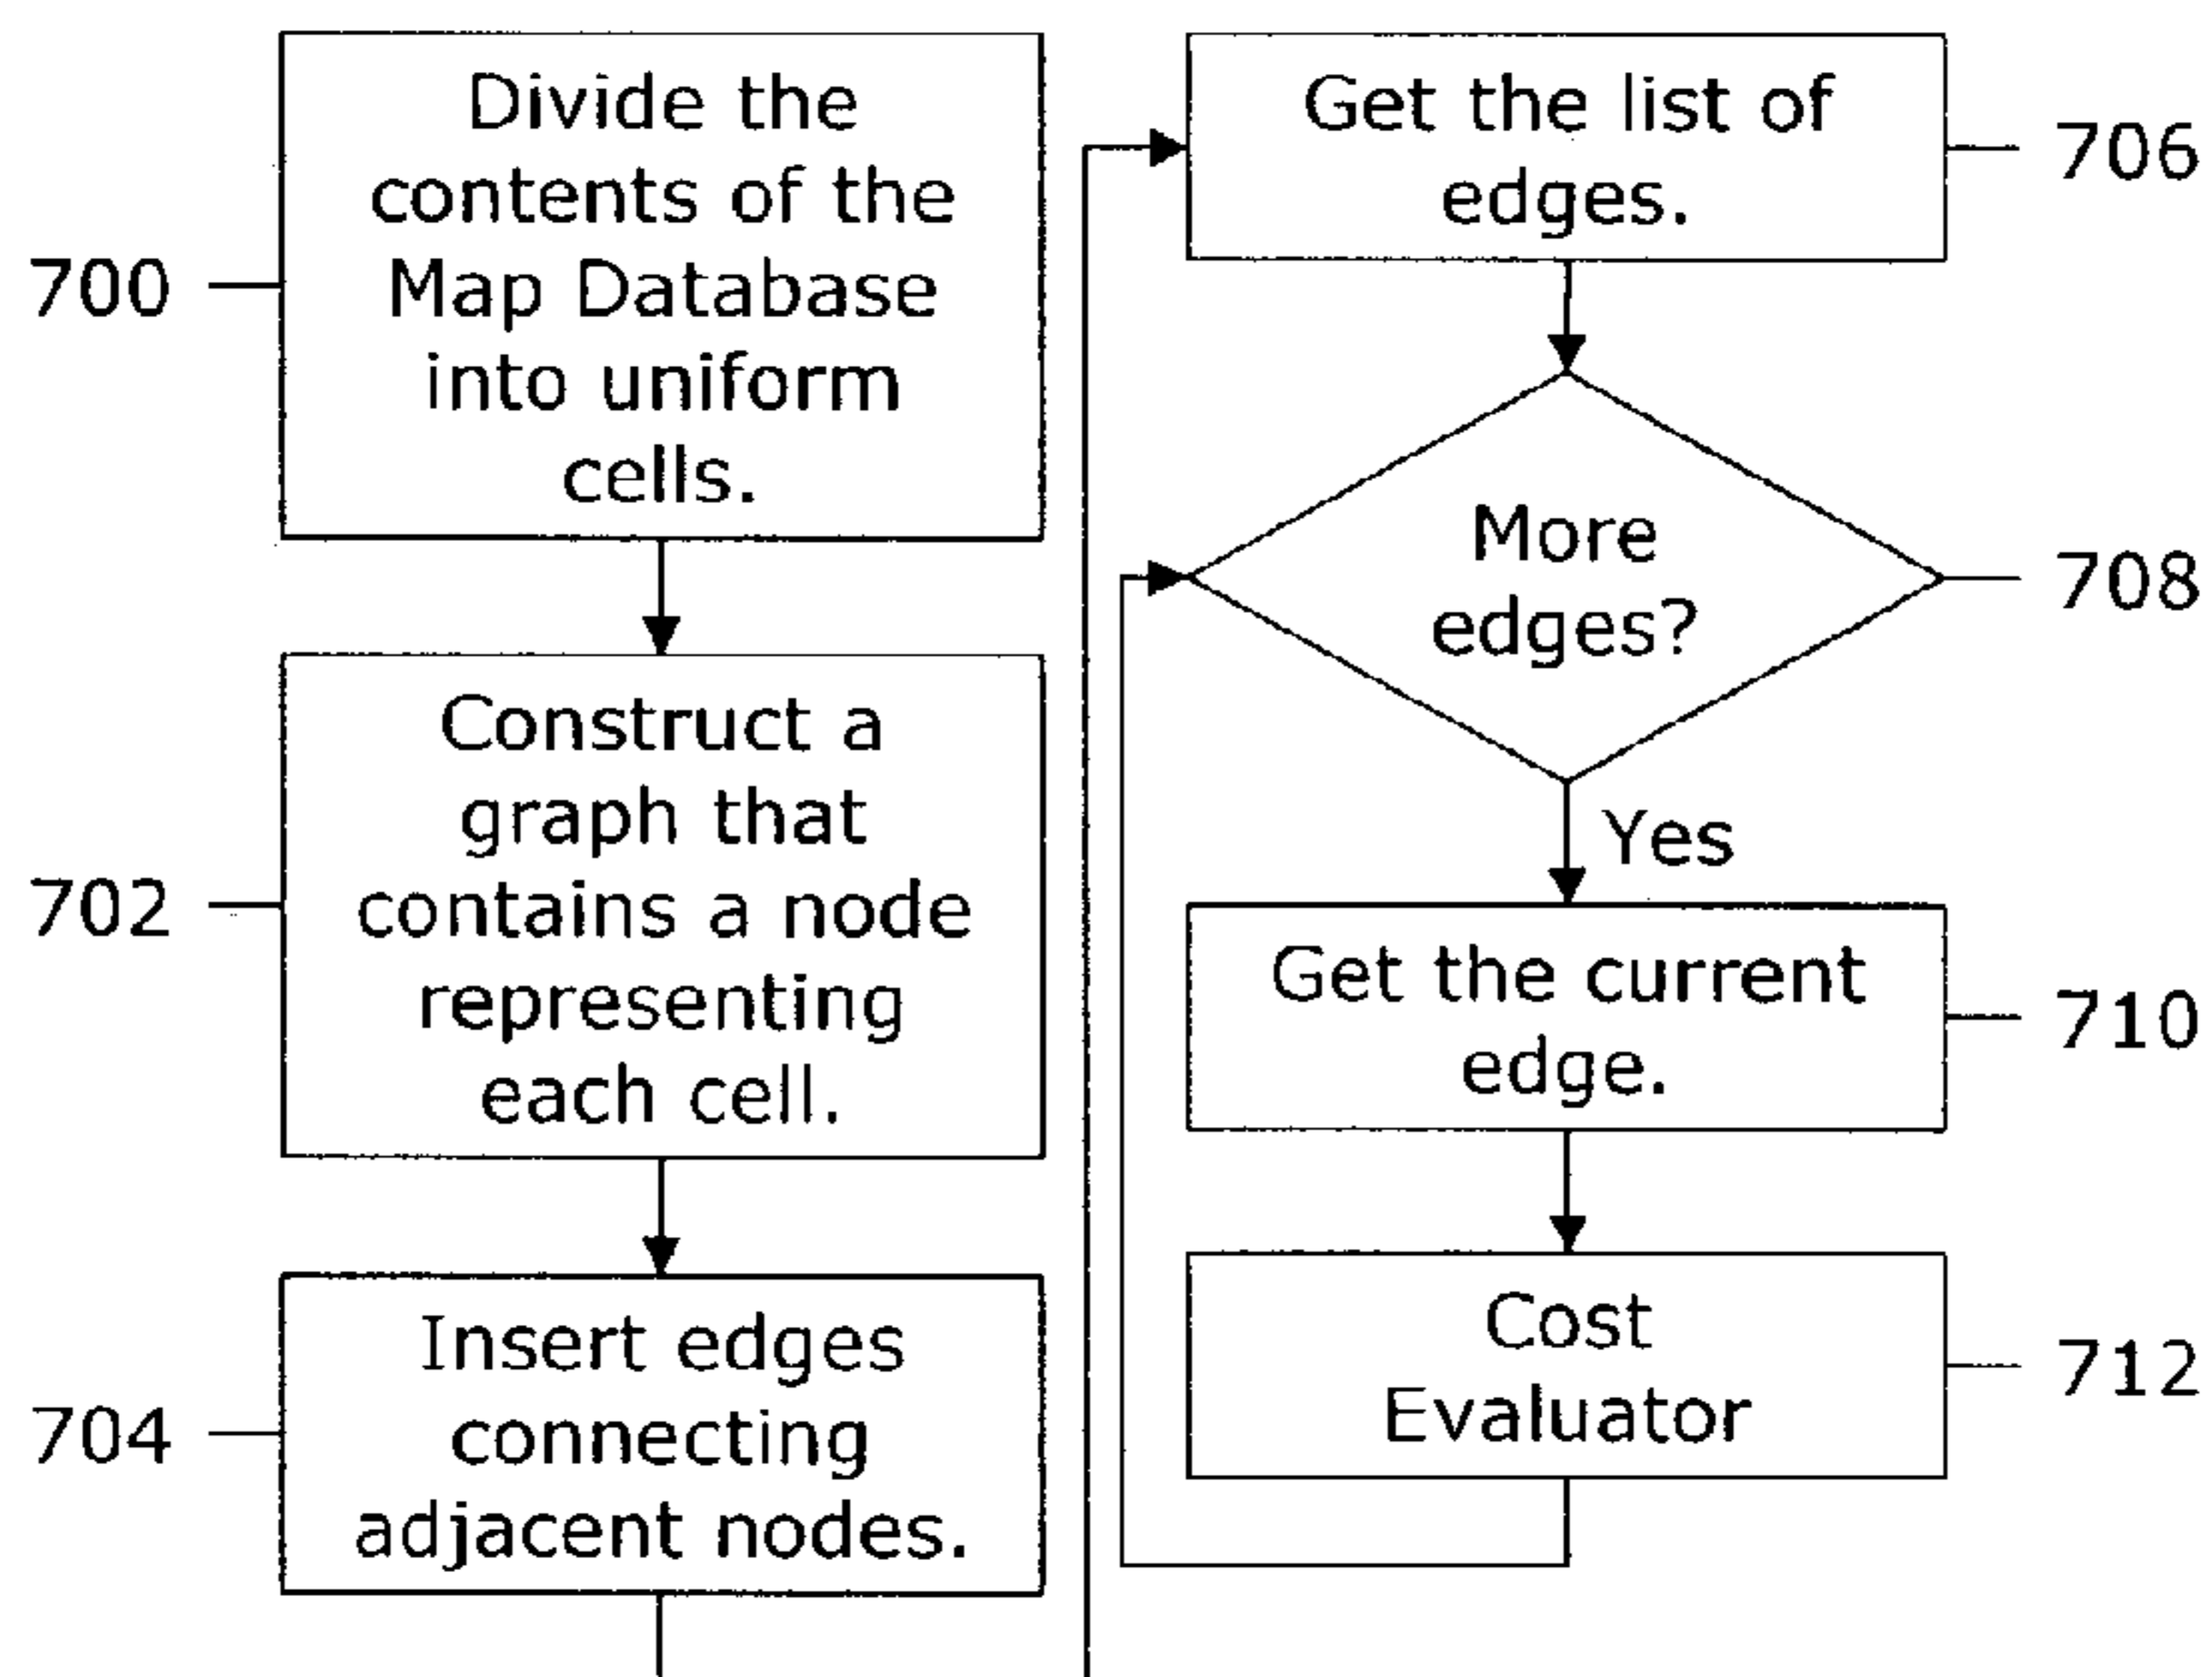 700
Divide the
contents of the
Map Database
into uniform
cells.
702
Construct a
graph that
contains a node
representing
each cell.
704
Insert edges
connecting
adjacent nodes.
Get the list of
edges.
706
More
edges?
708
Yes
Get the current
edge.
710
Cost
Evaluator
712